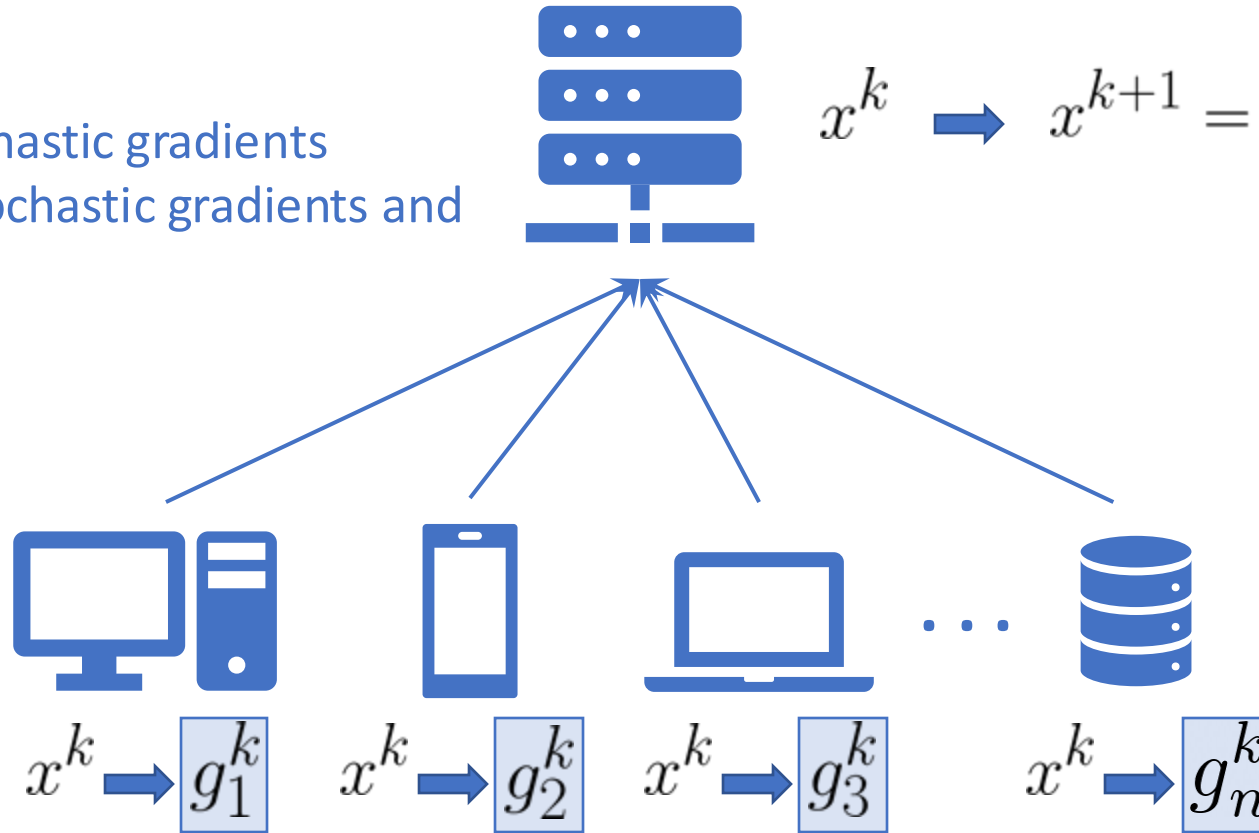 x^k → x^{k+1} =
hastic gradients
ochastic gradients and
. . .
x^k → g_1^k x^k → g_2^k x^k → g_3^k x^k → g_n^k